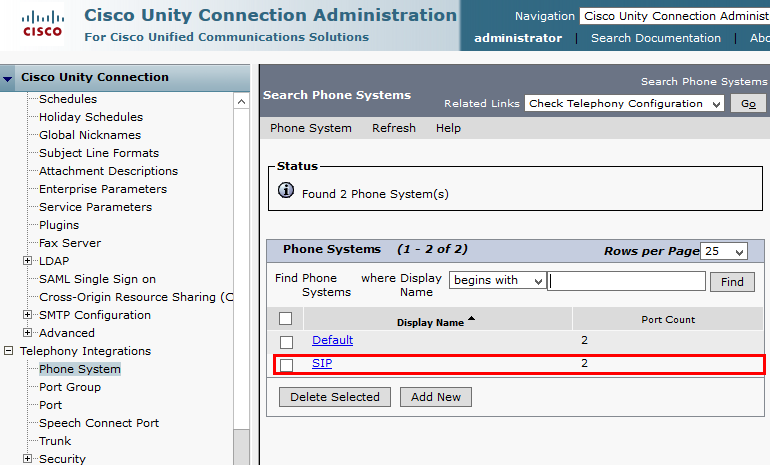 Cisco Unity Connection Administration
For Cisco Unified Communications Solutions
CISCO
Navigation Cisco Unity Connection Administ
administrator | Search Documentation | Abo
Cisco Unity Connection
Schedules
Holiday Schedules
Global Nicknames
Subject Line Formats
Attachment Descriptions
Enterprise Parameters
Service Parameters
Plugins
Fax Server
LDAP
SAML Single Sign on
Cross-Origin Resource Sharing (C
SMTP Configuration
Advanced
Telephony Integrations
Phone System
Port Group
Port
Speech Connect Port
Trunk
Security
Search Phone Systems
Search Phone Systems
Related Links Check Telephony Configuration Go
Phone System Refresh Help
Status
Found 2 Phone System(s)
Phone Systems (1 - 2 of 2) Rows per Page 25
Find Phone Systems where Display Name begins with Find
Display Name Port Count
Default 2
SIP 2
Delete Selected Add New